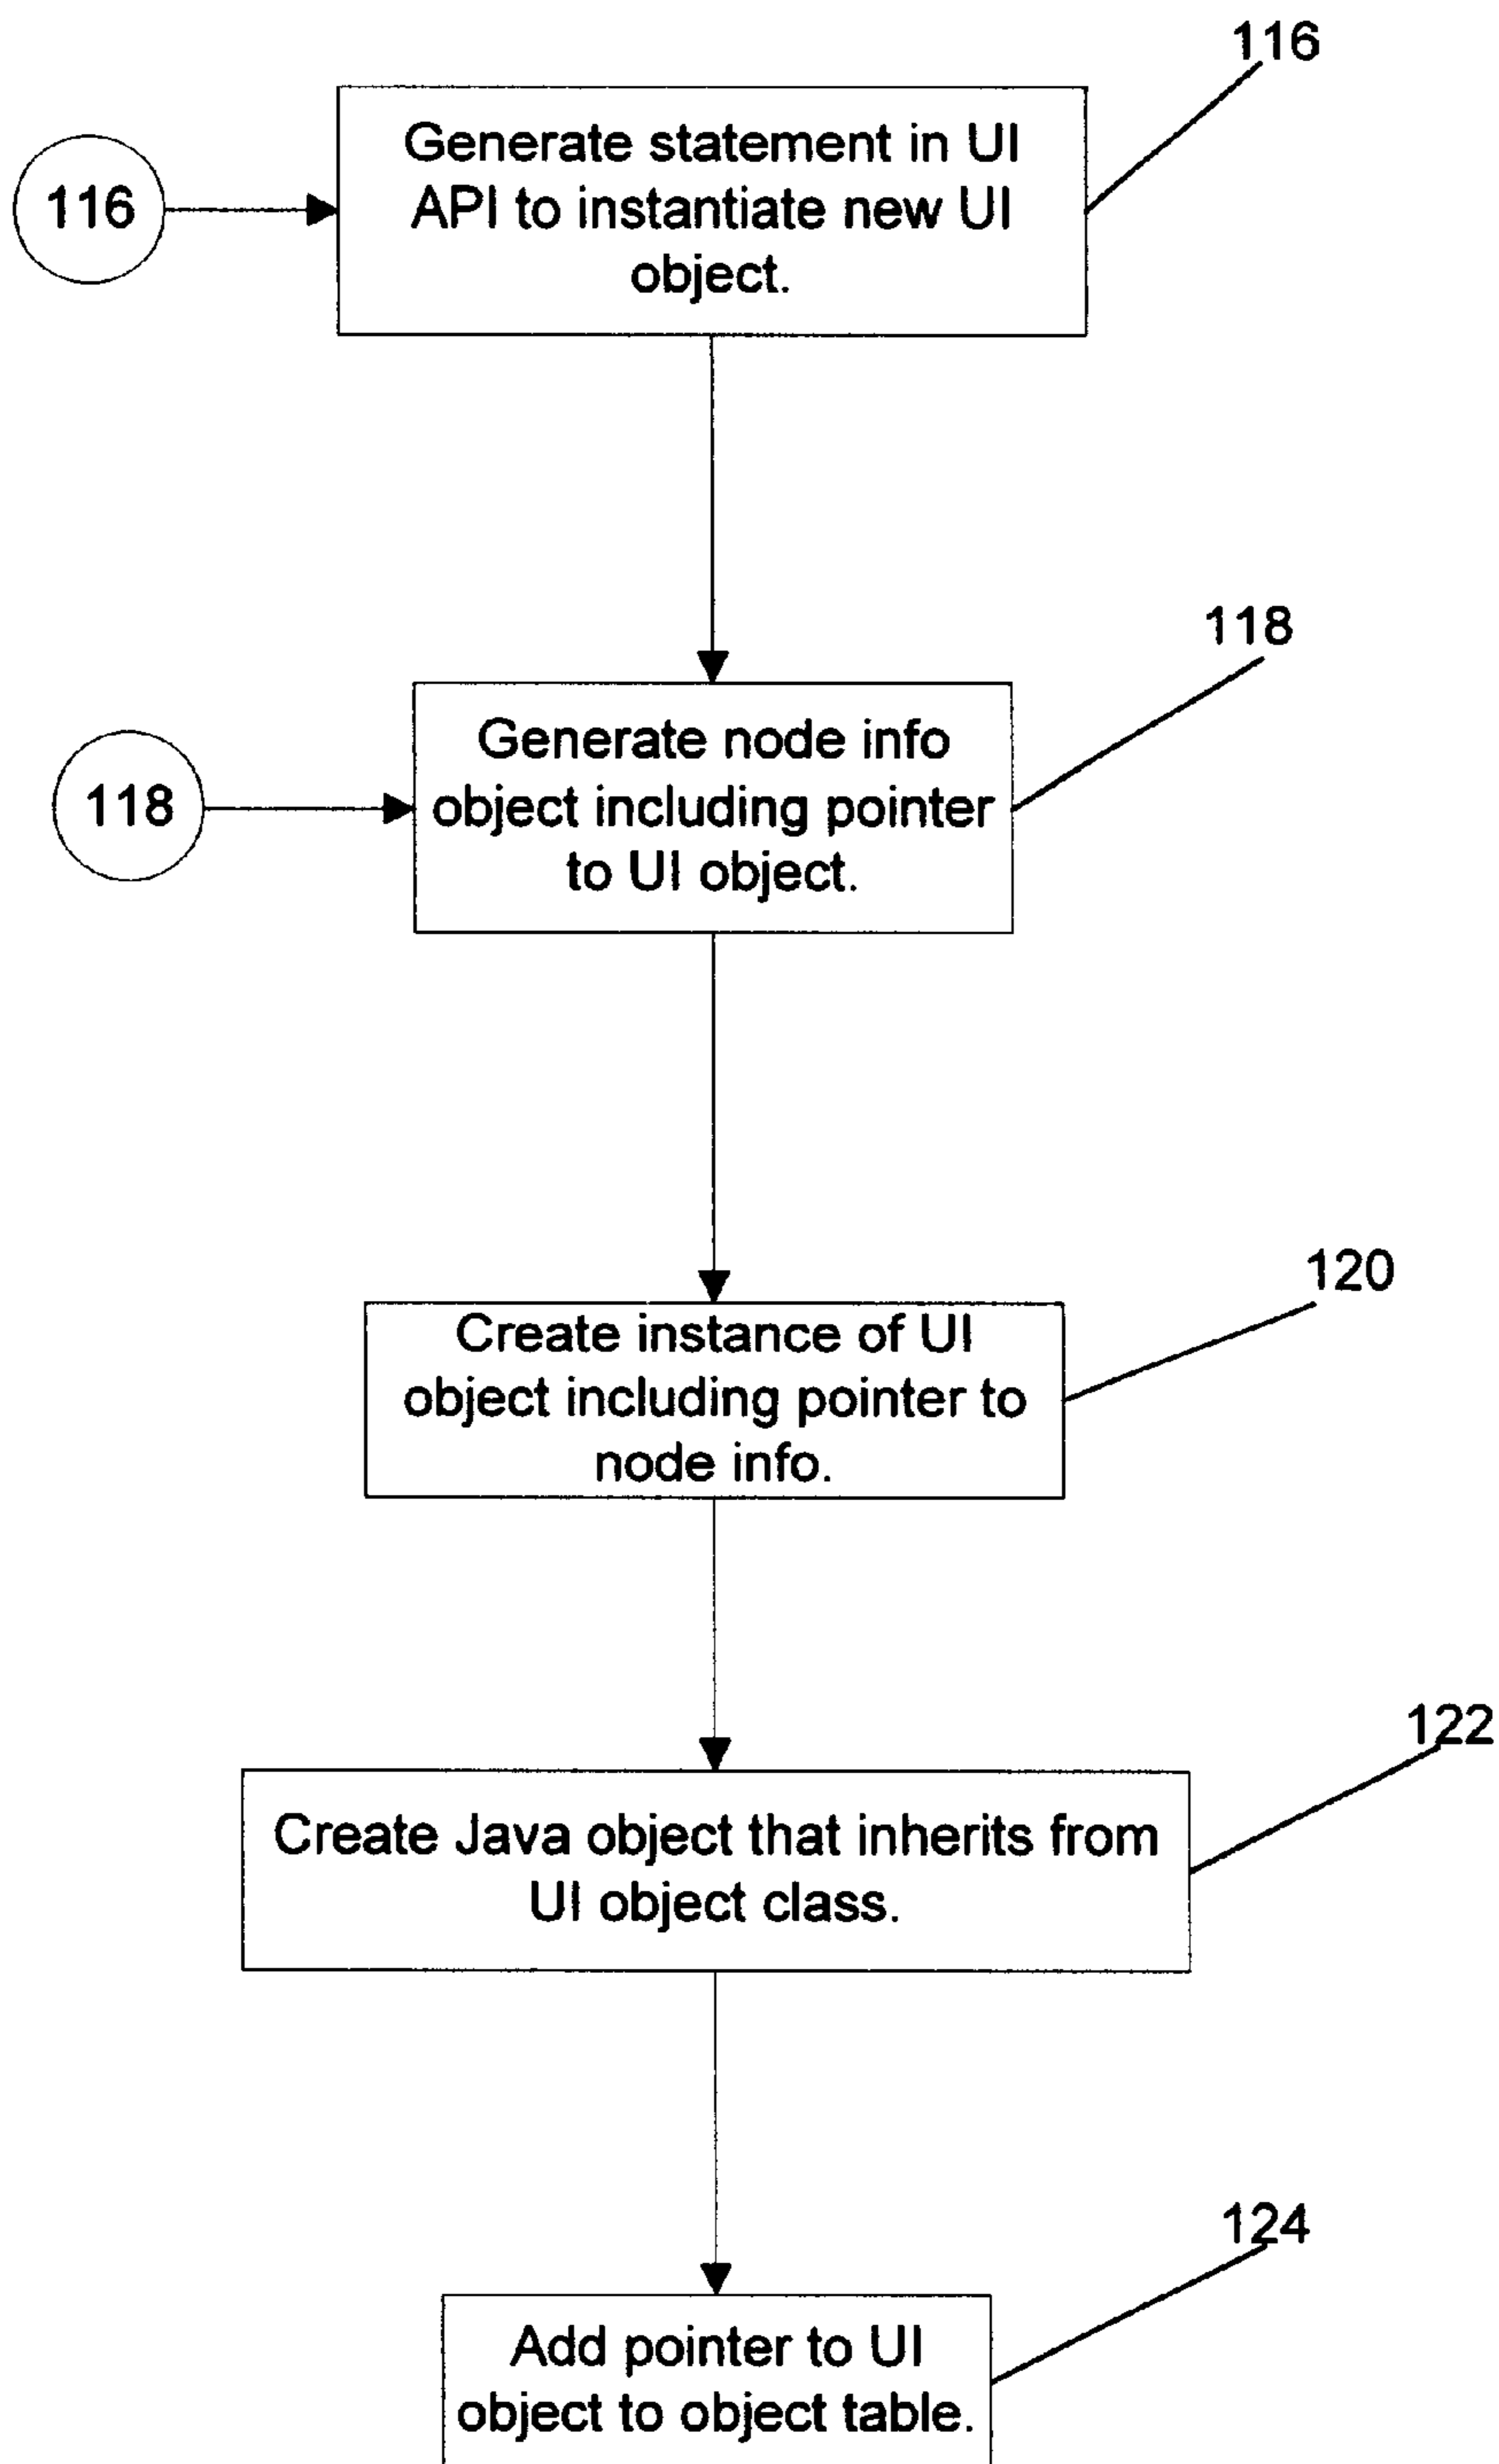 116
116
Generate statement in UI
API to instantiate new UI
object.
118
118
Generate node info
object including pointer
to UI object.
120
Create instance of UI
object including pointer to
node info.
122
Create Java object that inherits from
UI object class.
124
Add pointer to UI
object to object table.